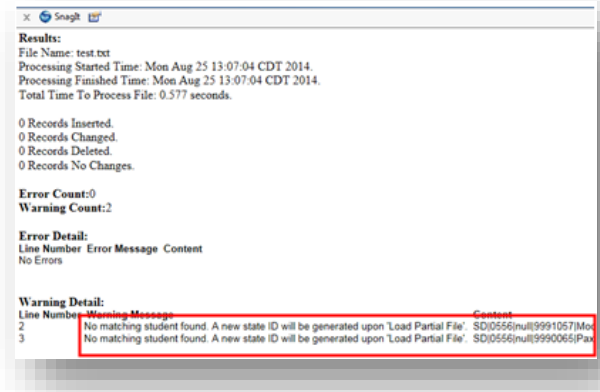 x SnagIt
Results:
File Name: test.txt
Processing Started Time: Mon Aug 25 13:07:04 CDT 2014.
Processing Finished Time: Mon Aug 25 13:07:04 CDT 2014.
Total Time To Process File: 0.577 seconds.
0 Records Inserted.
0 Records Changed.
0 Records Deleted.
0 Records No Changes.
Error Count:0
Warning Count:2
Error Detail:
Line Number Error Message Content
No Errors
Warning Detail:
Line Number Warning Message Content
2 No matching student found. A new state ID will be generated upon 'Load Partial File'. SD|0556|null|9991057|Moc
3 No matching student found. A new state ID will be generated upon 'Load Partial File'. SD|0556|null|9990065|Pax